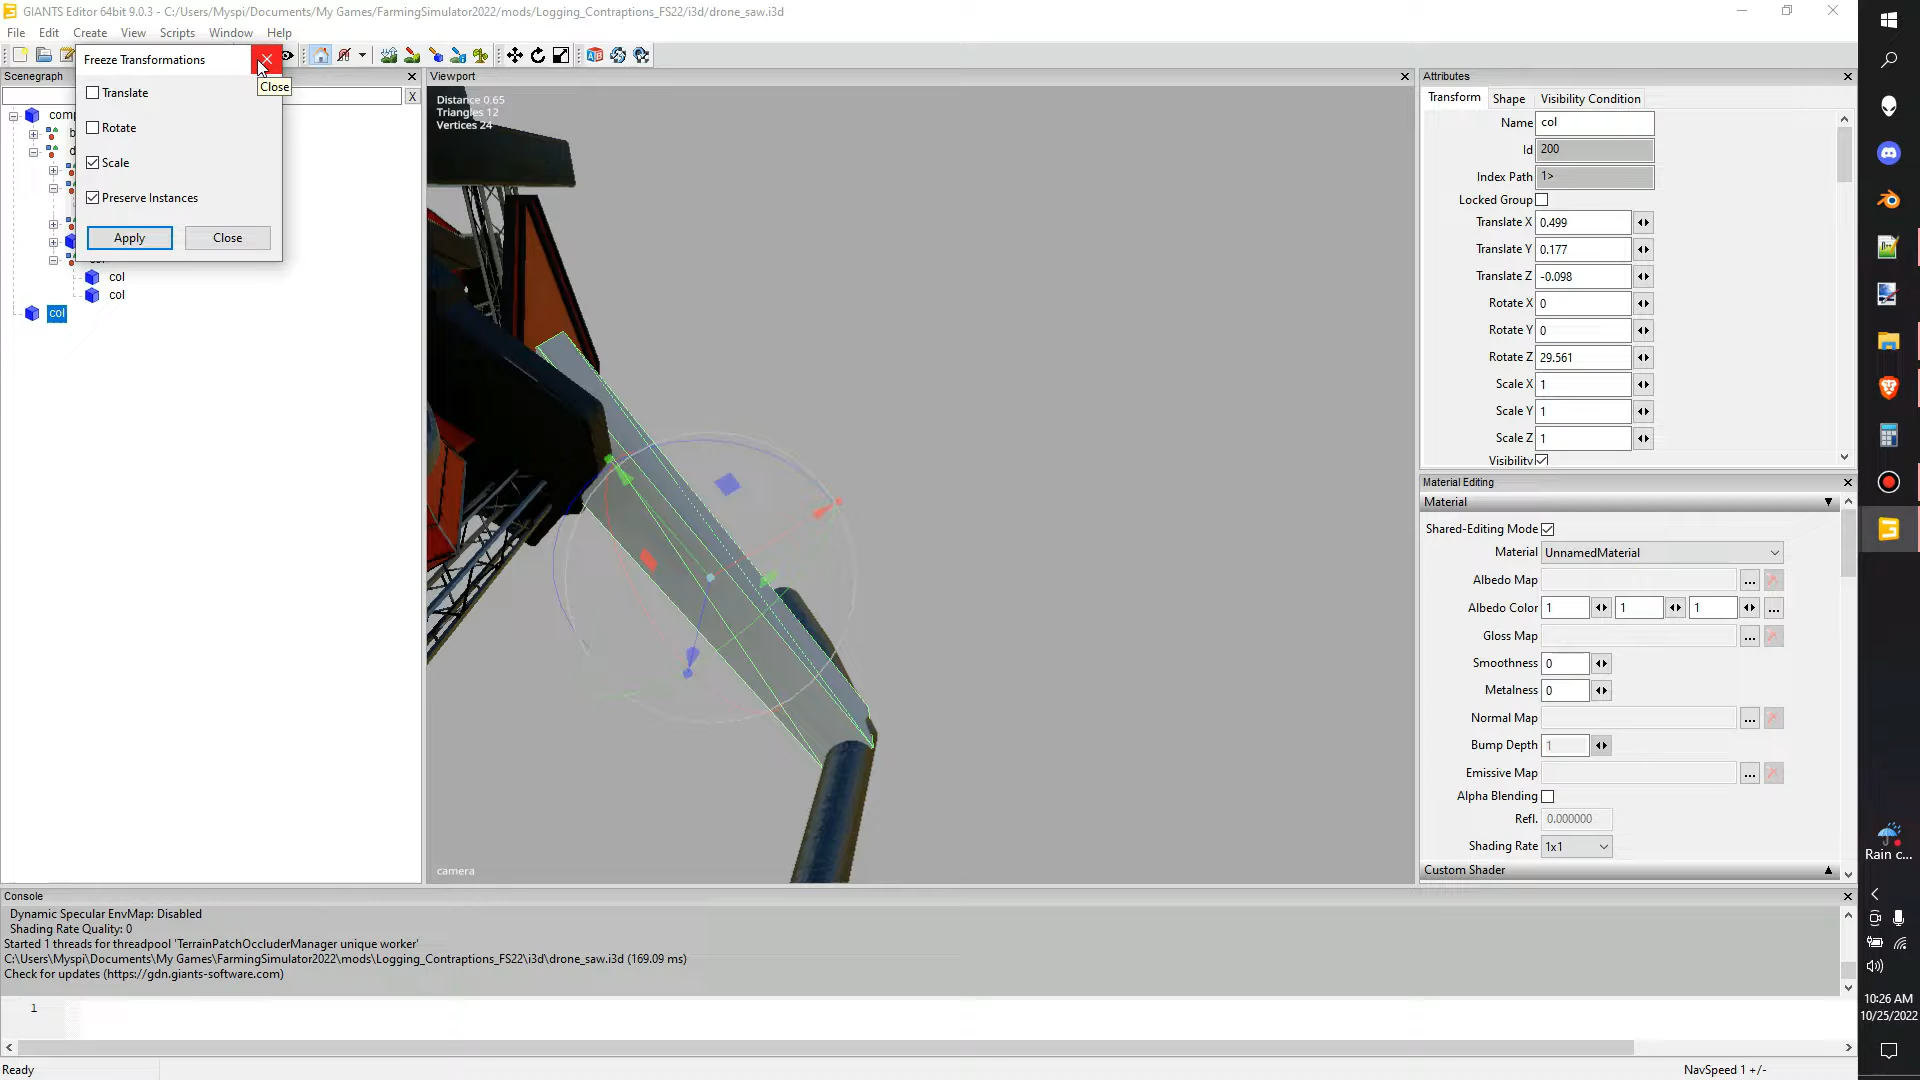 GIANTS Editor 64bit 9.0.3 - C:/Users/Myspi/Documents/My Games/FarmingSimulator2022/mods/Logging_Contraptions_FS22/i3d/drone_saw.i3d
File Edit Create View Scripts Window Help
Freeze Transformations
Close
Translate
Rotate
Scale
Preserve Instances
Apply Close
Scenegraph
X
comp
b
d
col
col
col
Viewport
Distance 0.65
Triangles 12
Vertices 24
camera
Attributes
Transform Shape Visibility Condition
Name col
Id 200
Index Path 1>
Locked Group
Translate X 0.499
Translate Y 0.177
Translate Z -0.098
Rotate X 0
Rotate Y 0
Rotate Z 29.561
Scale X 1
Scale Y 1
Scale Z 1
Visibility
Material Editing
Material
Shared-Editing Mode
Material UnnamedMaterial
Albedo Map ...
Albedo Color 1 1 1 ...
Gloss Map ...
Smoothness 0
Metalness 0
Normal Map ...
Bump Depth 1
Emissive Map ...
Alpha Blending
Refl. 0.000000
Shading Rate 1x1
Custom Shader
Console
Dynamic Specular EnvMap: Disabled
Shading Rate Quality: 0
Started 1 threads for threadpool 'TerrainPatchOccluderManager unique worker'
C:\Users\Myspi\Documents\My Games\FarmingSimulator2022\mods\Logging_Contraptions_FS22\i3d\drone_saw.i3d (169.09 ms)
Check for updates (https://gdn.giants-software.com)
1
Ready
NavSpeed 1 +/-
Rain c...
10:26 AM
10/25/2022